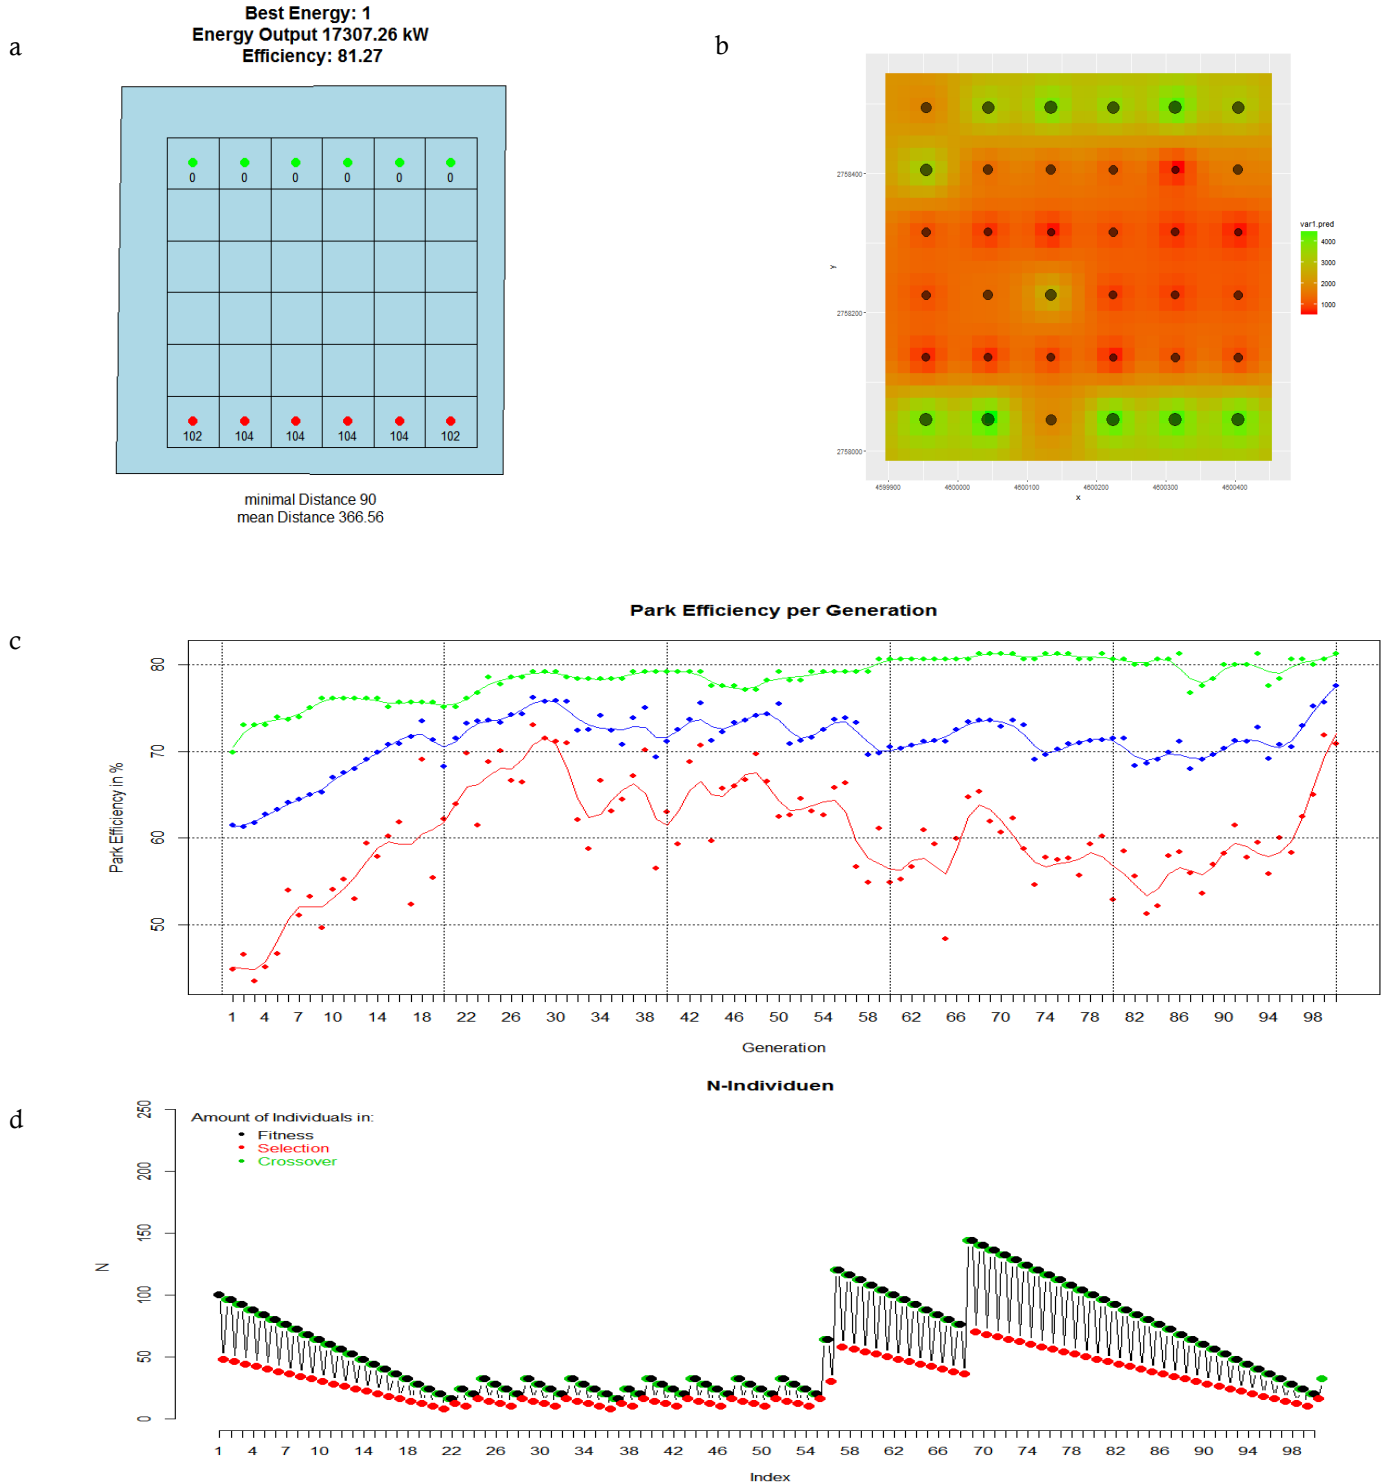 a
Best Energy: 1
Energy Output 17307.26 kW
Efficiency: 81.27
0 0 0 0 0 0
102 104 104 104 104 102
minimal Distance 90
mean Distance 366.56
b
2758400
2758200
2758000
y
4599900 4600000 4600100 4600200 4600300 4600400
x
var1.pred
4000
3000
2000
1000
c
Park Efficiency per Generation
80
70
60
50
Park Efficiency in %
1 4 7 10 14 18 22 26 30 34 38 42 46 50 54 58 62 66 70 74 78 82 86 90 94 98
Generation
d
N-Individuen
Amount of Individuals in:
Fitness
Selection
Crossover
250
200
150
100
50
0
N
1 4 7 10 14 18 22 26 30 34 38 42 46 50 54 58 62 66 70 74 78 82 86 90 94 98
Index